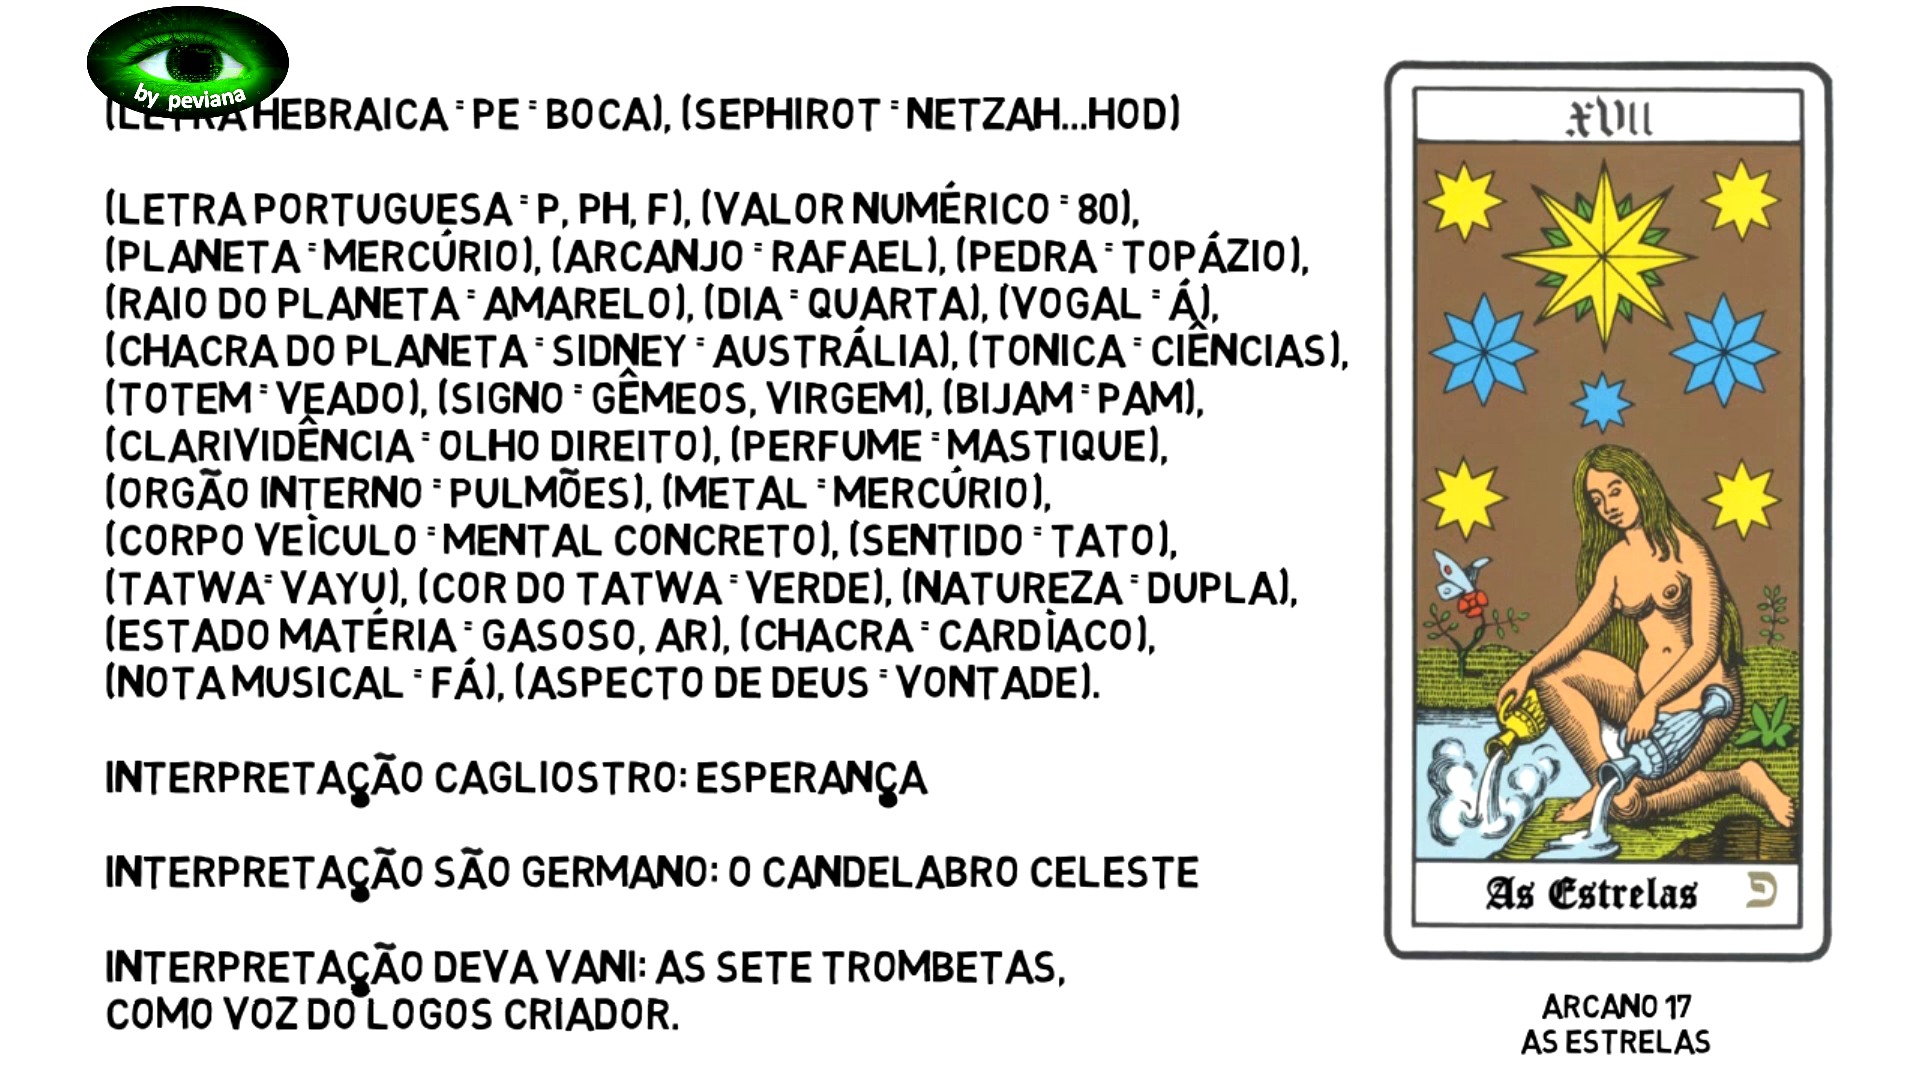 by peviana
(LETRA HEBRAICA = PE = BOCA), (SEPHIROT = NETZAH...HOD)
(LETRA PORTUGUESA = P, PH, F), (VALOR NUMÉRICO = 80),
(PLANETA = MERCÚRIO), (ARCANJO = RAFAEL), (PEDRA = TOPÁZIO),
(RAIO DO PLANETA = AMARELO), (DIA = QUARTA), (VOGAL = Á),
(CHACRA DO PLANETA = SIDNEY = AUSTRÁLIA), (TONICA = CIÊNCIAS),
(TOTEM = VEADO), (SIGNO = GÊMEOS, VIRGEM), (BIJAM = PAM),
(CLARIVIDÊNCIA = OLHO DIREITO), (PERFUME = MASTIQUE),
(ORGÃO INTERNO = PULMÕES), (METAL = MERCÚRIO),
(CORPO VEÌCULO = MENTAL CONCRETO), (SENTIDO = TATO),
(TATWA = VAYU), (COR DO TATWA = VERDE), (NATUREZA = DUPLA),
(ESTADO MATÉRIA = GASOSO, AR), (CHACRA = CARDÌACO),
(NOTA MUSICAL = FÁ), (ASPECTO DE DEUS = VONTADE).
INTERPRETAÇÃO CAGLIOSTRO: ESPERANÇA
INTERPRETAÇÃO SÃO GERMANO: O CANDELABRO CELESTE
INTERPRETAÇÃO DEVA VANI: AS SETE TROMBETAS,
COMO VOZ DO LOGOS CRIADOR.
XVII
As Estrelas פ
ARCANO 17
AS ESTRELAS